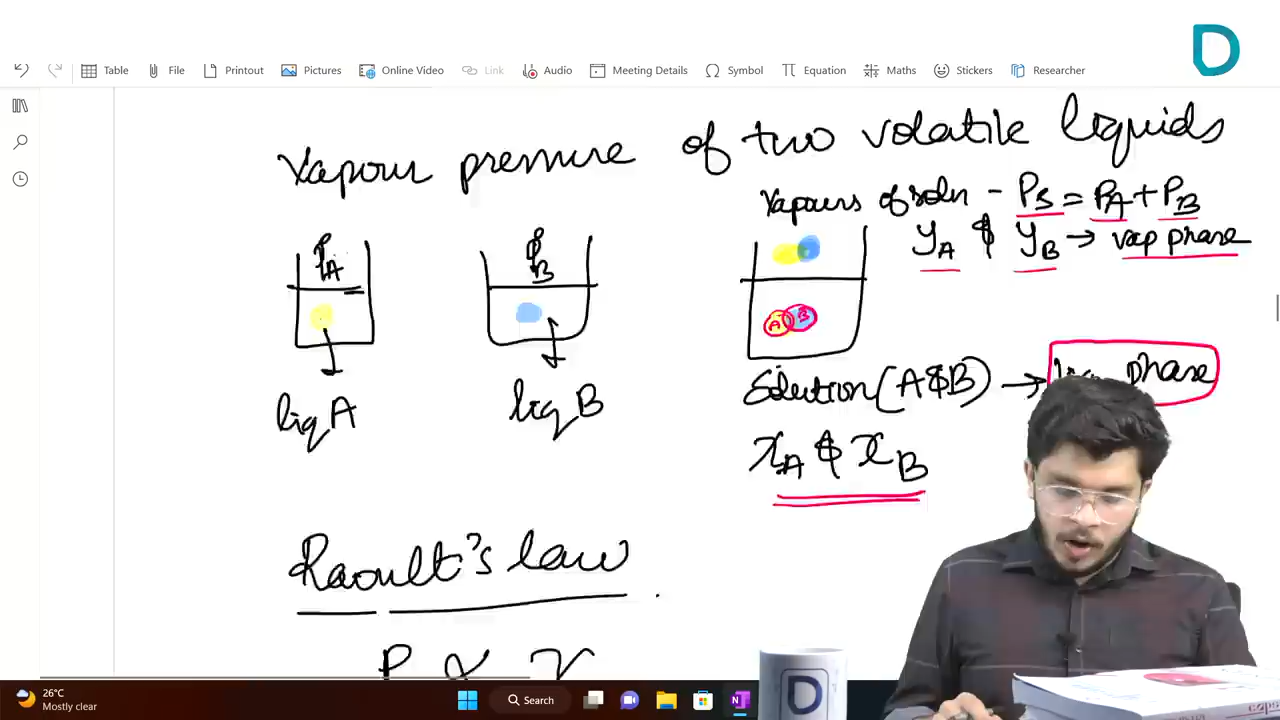 D
Table File Printout Pictures Online Video Link Audio Meeting Details Symbol Equation Maths Stickers Researcher
Vapour pressure of two volatile liquids
Vapours of soln - PS = PA + PB
yA & yB → vap phase
PA
PB
A B
liq A
liq B
Solution (A & B) → phase
xA & xB
Raoult's law
P ∝ x
D
26°C
Mostly clear
Search